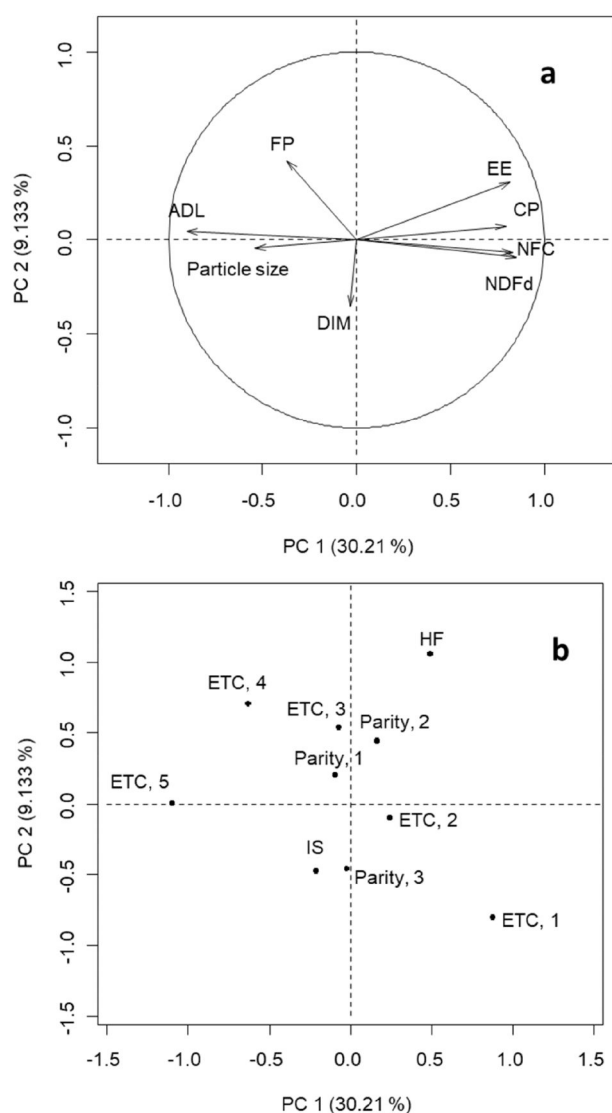 a
1.0
0.5
0.0
-0.5
-1.0
PC 2 (9.133 %)
FP
EE
ADL
CP
NFC
Particle size
NDFd
DIM
-1.0 -0.5 0.0 0.5 1.0
PC 1 (30.21 %)
b
1.5
1.0
0.5
0.0
-0.5
-1.0
-1.5
PC 2 (9.133 %)
HF
ETC, 4
ETC, 3
Parity, 2
Parity, 1
ETC, 5
ETC, 2
IS
Parity, 3
ETC, 1
-1.5 -1.0 -0.5 0.0 0.5 1.0 1.5
PC 1 (30.21 %)